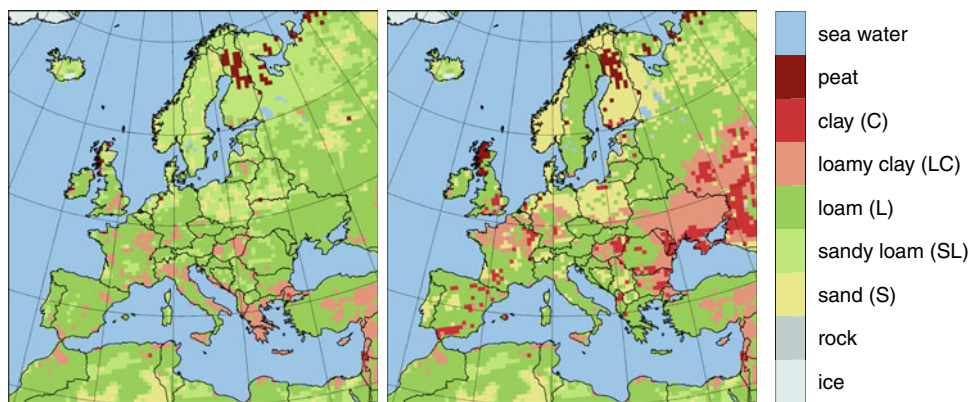 sea water
peat
clay (C)
loamy clay (LC)
loam (L)
sandy loam (SL)
sand (S)
rock
ice